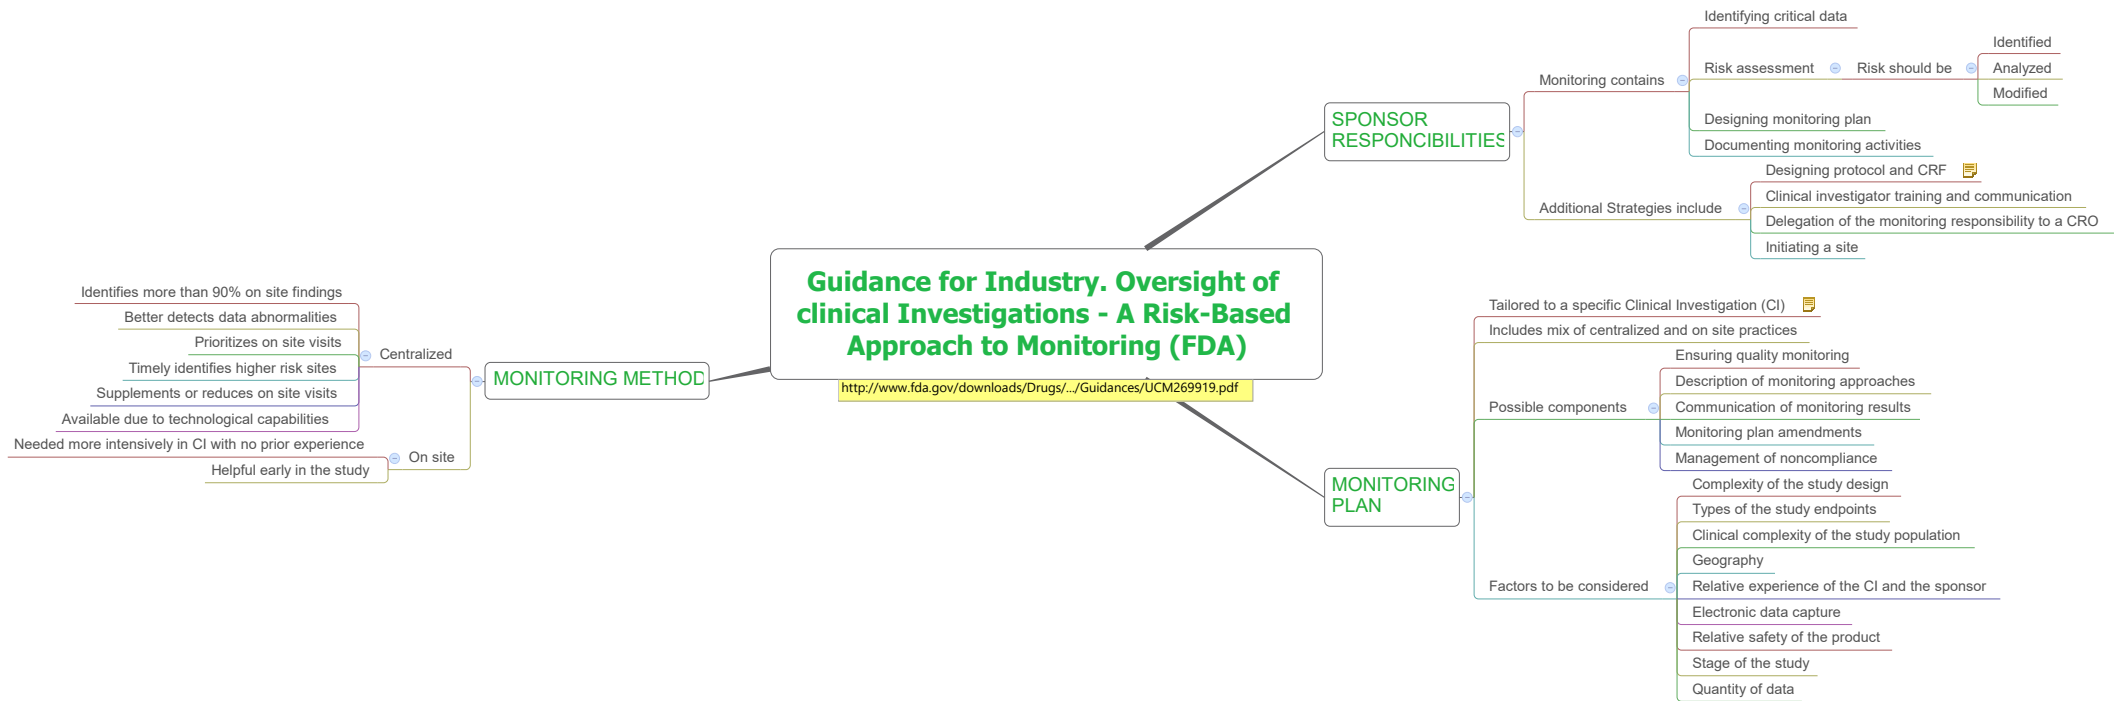 Guidance for Industry. Oversight of
clinical Investigations - A Risk-Based
Approach to Monitoring (FDA)
http://www.fda.gov/downloads/Drugs/.../Guidances/UCM269919.pdf
SPONSOR
RESPONCIBILITIES
Monitoring contains
Identifying critical data
Risk assessment
Risk should be
Identified
Analyzed
Modified
Designing monitoring plan
Documenting monitoring activities
Additional Strategies include
Designing protocol and CRF
Clinical investigator training and communication
Delegation of the monitoring responsibility to a CRO
Initiating a site
MONITORING
PLAN
Tailored to a specific Clinical Investigation (CI)
Includes mix of centralized and on site practices
Possible components
Ensuring quality monitoring
Description of monitoring approaches
Communication of monitoring results
Monitoring plan amendments
Management of noncompliance
Factors to be considered
Complexity of the study design
Types of the study endpoints
Clinical complexity of the study population
Geography
Relative experience of the CI and the sponsor
Electronic data capture
Relative safety of the product
Stage of the study
Quantity of data
MONITORING METHOD
Centralized
Identifies more than 90% on site findings
Better detects data abnormalities
Prioritizes on site visits
Timely identifies higher risk sites
Supplements or reduces on site visits
Available due to technological capabilities
On site
Needed more intensively in CI with no prior experience
Helpful early in the study